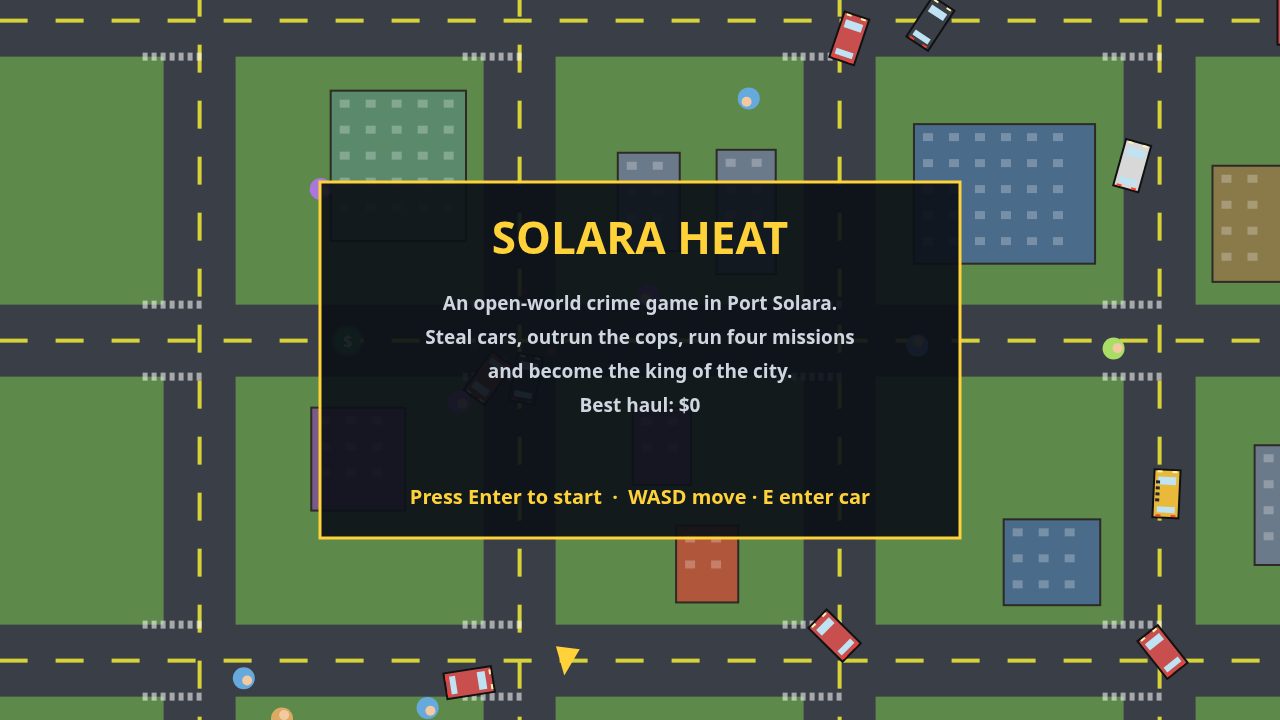 SOLARA HEAT
An open-world crime game in Port Solara.
Steal cars, outrun the cops, run four missions
and become the king of the city.
$
Best haul: $0
Press Enter to start · WASD move · E enter car